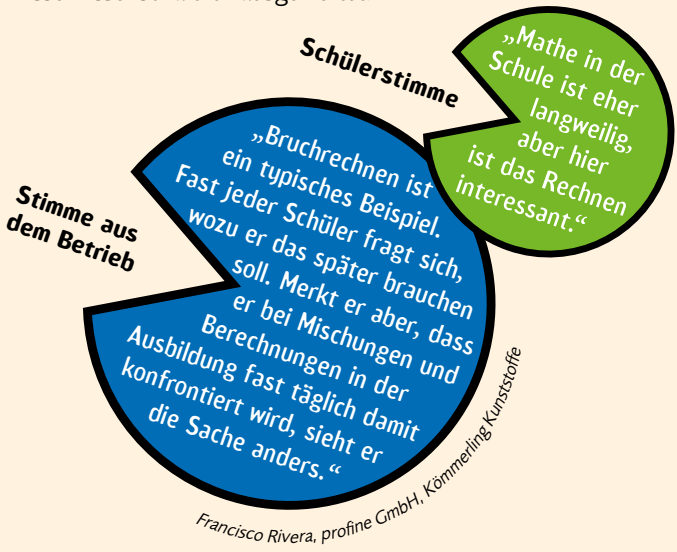 Schülerstimme
„Mathe in der
Schule ist eher
langweilig,
aber hier
ist das Rechnen
interessant.“
Stimme aus
dem Betrieb
„Bruchrechnen ist
ein typisches Beispiel.
Fast jeder Schüler fragt sich,
wozu er das später brauchen
soll. Merkt er aber, dass
er bei Mischungen und
Berechnungen in der
Ausbildung fast täglich damit
konfrontiert wird, sieht er
die Sache anders.“
Francisco Rivera, profine GmbH, Kömmerling Kunststoffe